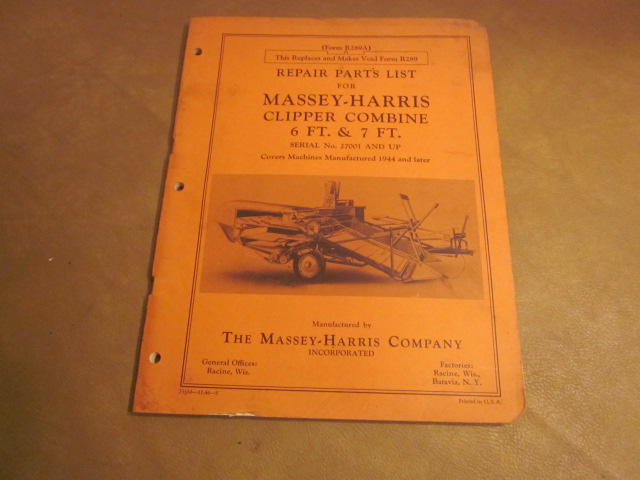 (Form R289A)
This Replaces and Makes Void Form R289
REPAIR PARTS LIST
FOR
MASSEY-HARRIS
CLIPPER COMBINE
6 FT. & 7 FT.
SERIAL No. 27001 AND UP
Covers Machines Manufactured 1944 and later
Manufactured by
THE MASSEY-HARRIS COMPANY
INCORPORATED
General Offices:
Racine, Wis.
Factories:
Racine, Wis.,
Batavia, N. Y.
Printed in U.S.A.